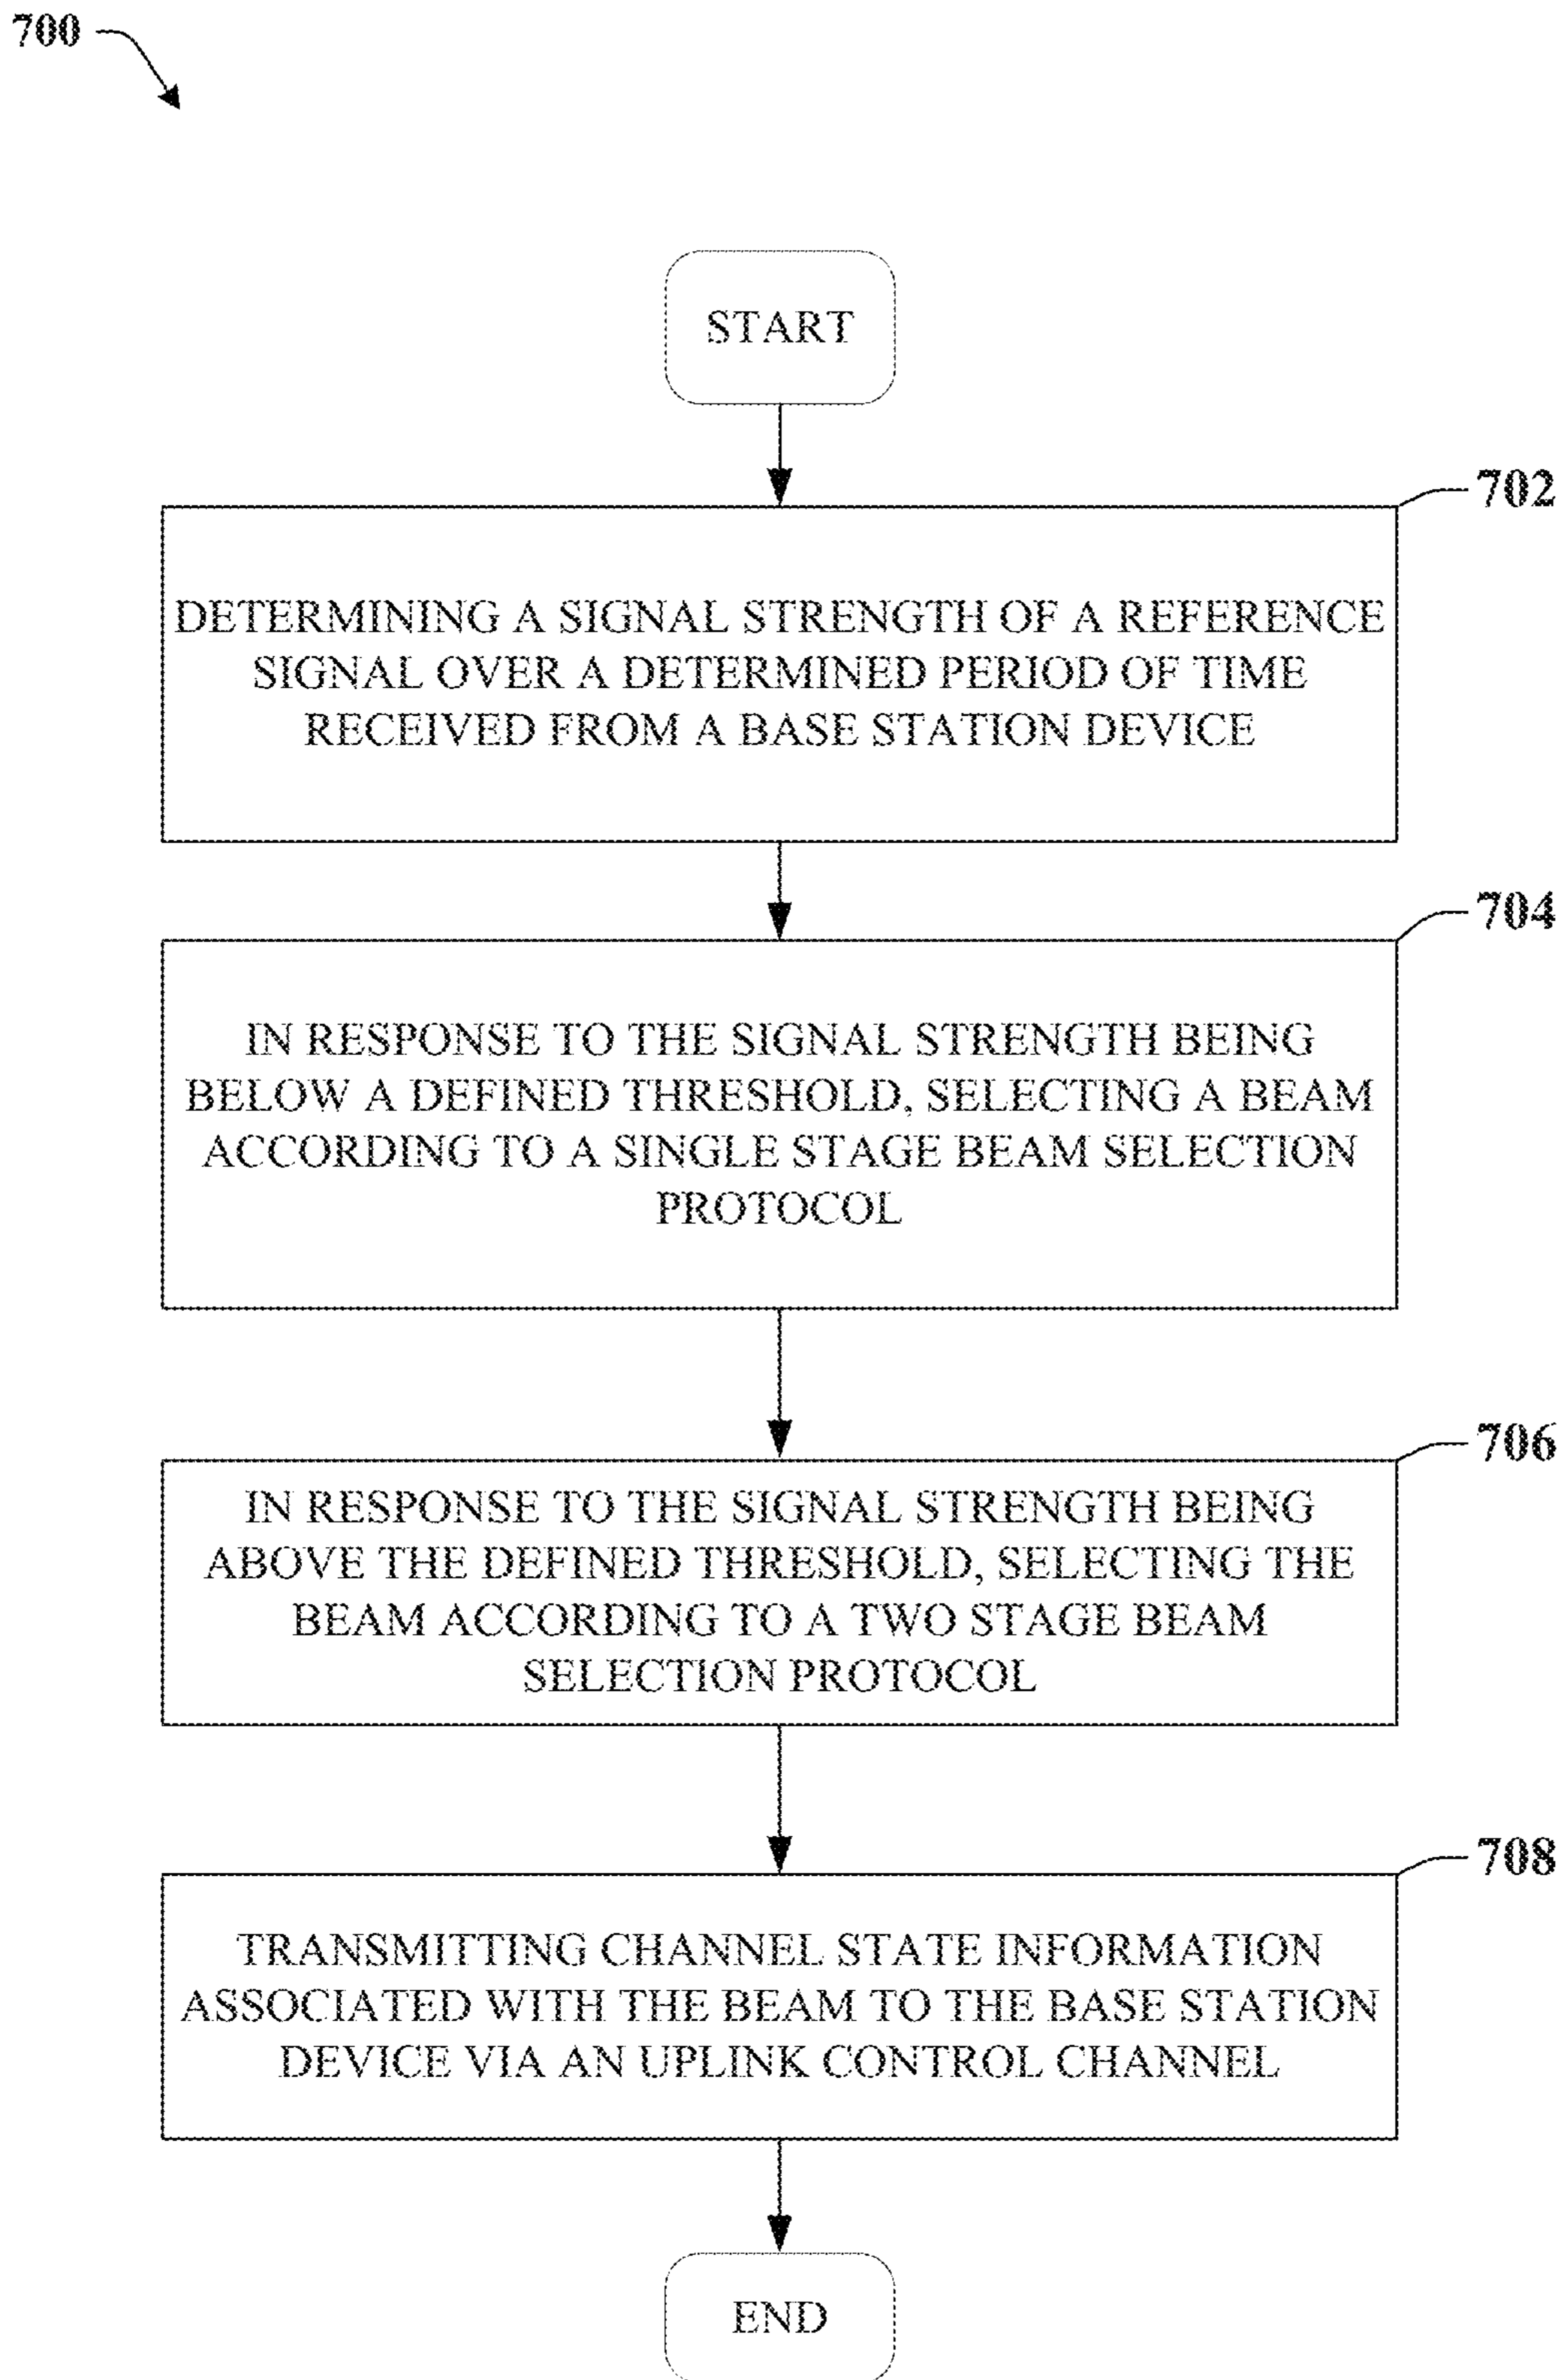 700
START
702
DETERMINING A SIGNAL STRENGTH OF A REFERENCE
SIGNAL OVER A DETERMINED PERIOD OF TIME
RECEIVED FROM A BASE STATION DEVICE
704
IN RESPONSE TO THE SIGNAL STRENGTH BEING
BELOW A DEFINED THRESHOLD, SELECTING A BEAM
ACCORDING TO A SINGLE STAGE BEAM SELECTION
PROTOCOL
706
IN RESPONSE TO THE SIGNAL STRENGTH BEING
ABOVE THE DEFINED THRESHOLD, SELECTING THE
BEAM ACCORDING TO A TWO STAGE BEAM
SELECTION PROTOCOL
708
TRANSMITTING CHANNEL STATE INFORMATION
ASSOCIATED WITH THE BEAM TO THE BASE STATION
DEVICE VIA AN UPLINK CONTROL CHANNEL
END